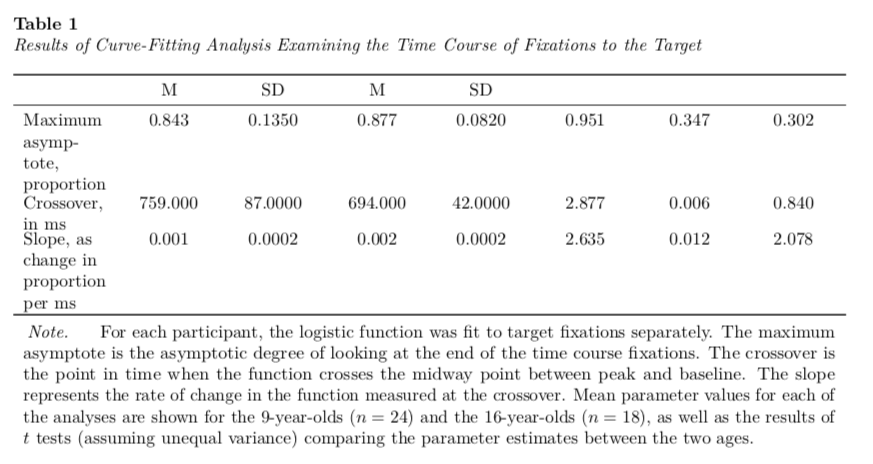 Table 1
Results of Curve-Fitting Analysis Examining the Time Course of Fixations to the Target
M SD M SD
Maximum 0.843 0.1350 0.877 0.0820 0.951 0.347 0.302
asymp-
tote,
proportion
Crossover, 759.000 87.0000 694.000 42.0000 2.877 0.006 0.840
in ms
Slope, as 0.001 0.0002 0.002 0.0002 2.635 0.012 2.078
change in
proportion
per ms
Note. For each participant, the logistic function was fit to target fixations separately. The maximum
asymptote is the asymptotic degree of looking at the end of the time course fixations. The crossover is
the point in time when the function crosses the midway point between peak and baseline. The slope
represents the rate of change in the function measured at the crossover. Mean parameter values for each of
the analyses are shown for the 9-year-olds (n = 24) and the 16-year-olds (n = 18), as well as the results of
t tests (assuming unequal variance) comparing the parameter estimates between the two ages.